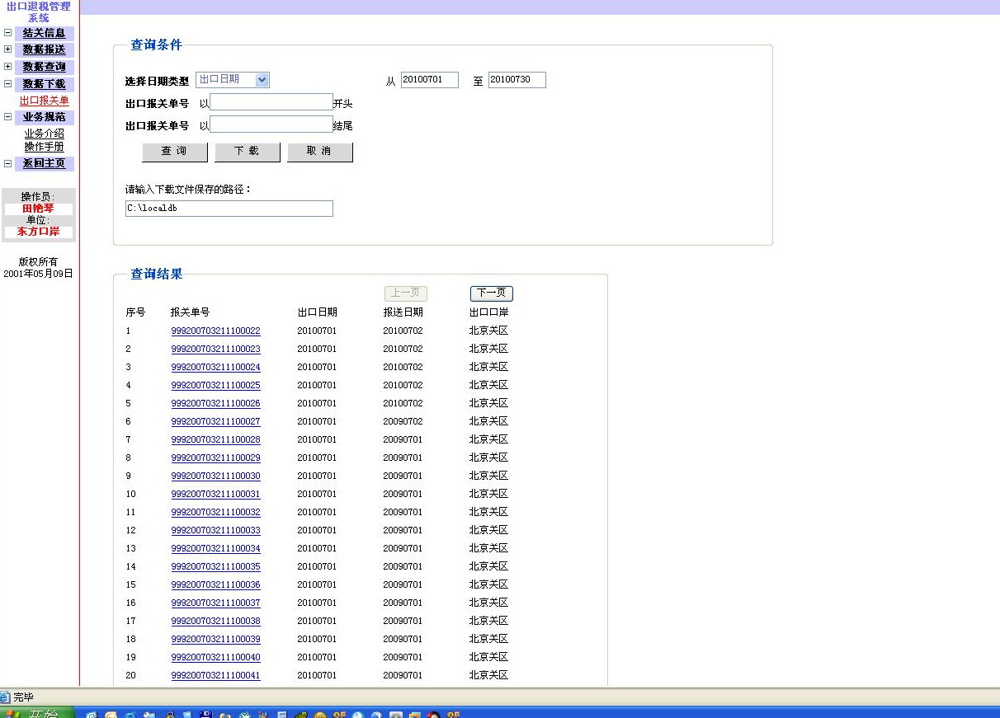 出口退税管理
系统
结关信息
数据报送
数据查询
数据下载
出口报关单
业务规范
业务介绍
操作手册
返回主页
操作员:
田艳琴
单位:
东方口岸
版权所有
2001年05月09日
查询条件
选择日期类型 出口日期 从 20100701 至 20100730
出口报关单号 以 开头
出口报关单号 以 结尾
查 询 下 载 取 消
请输入下载文件保存的路径：
C:\localdb
查询结果
上一页 下一页
序号 报关单号 出口日期 报送日期 出口口岸
1 999200703211100022 20100701 20100702 北京关区
2 999200703211100023 20100701 20100702 北京关区
3 999200703211100024 20100701 20100702 北京关区
4 999200703211100025 20100701 20100702 北京关区
5 999200703211100026 20100701 20100702 北京关区
6 999200703211100027 20100701 20090702 北京关区
7 999200703211100028 20100701 20090701 北京关区
8 999200703211100029 20100701 20090701 北京关区
9 999200703211100030 20100701 20090701 北京关区
10 999200703211100031 20100701 20090701 北京关区
11 999200703211100032 20100701 20090701 北京关区
12 999200703211100033 20100701 20090701 北京关区
13 999200703211100034 20100701 20090701 北京关区
14 999200703211100035 20100701 20090701 北京关区
15 999200703211100036 20100701 20090701 北京关区
16 999200703211100037 20100701 20090701 北京关区
17 999200703211100038 20100701 20090701 北京关区
18 999200703211100039 20100701 20090701 北京关区
19 999200703211100040 20100701 20090701 北京关区
20 999200703211100041 20100701 20090701 北京关区
完毕
开始